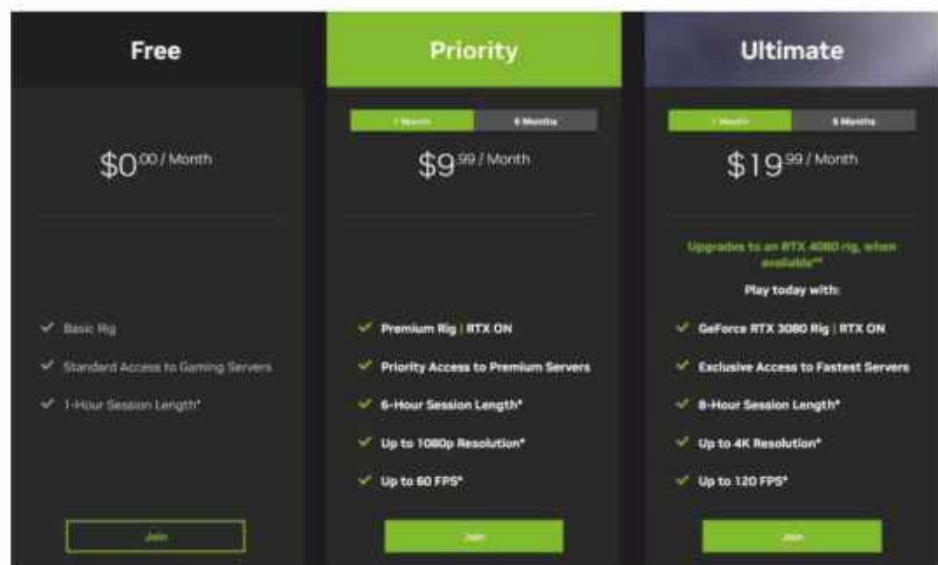 Free
$0.00 / Month
Basic Rig
Standard Access to Gaming Servers
1-Hour Session Length*
Join
Priority
1 Month
6 Months
$9.99 / Month
Premium Rig | RTX ON
Priority Access to Premium Servers
6-Hour Session Length*
Up to 1080p Resolution*
Up to 60 FPS*
Join
Ultimate
1 Month
6 Months
$19.99 / Month
Upgrades to an RTX 4080 rig, when
available**
Play today with:
GeForce RTX 3080 Rig | RTX ON
Exclusive Access to Fastest Servers
8-Hour Session Length*
Up to 4K Resolution*
Up to 120 FPS*
Join